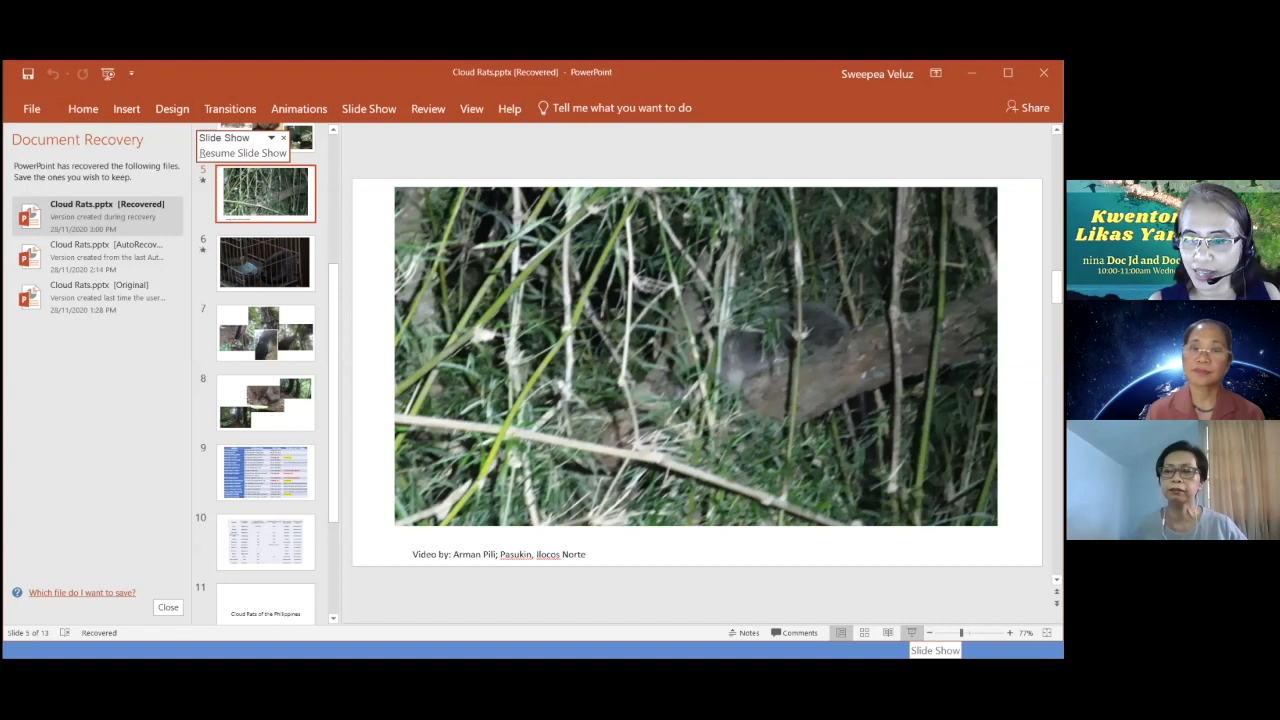 Cloud Rats.pptx [Recovered] - PowerPoint
Sweepea Veluz
File Home Insert Design Transitions Animations Slide Show Review View Help Tell me what you want to do Share
Document Recovery
PowerPoint has recovered the following files.
Save the ones you wish to keep.
Cloud Rats.pptx [Recovered]
Version created during recovery
28/11/2020 3:00 PM
Cloud Rats.pptx [AutoRecov...
Version created from the last Aut...
28/11/2020 2:14 PM
Cloud Rats.pptx [Original]
Version created last time the user...
28/11/2020 1:28 PM
Which file do I want to save?
Close
Slide Show
Resume Slide Show
5
6
7
8
9
10
11
Cloud Rats of the Philippines
Video by: Arman Pili; Pasukin, ilocos Norte
Slide 5 of 13 Recovered
Notes Comments 77%
Slide Show
nina Doc Jd and Doc